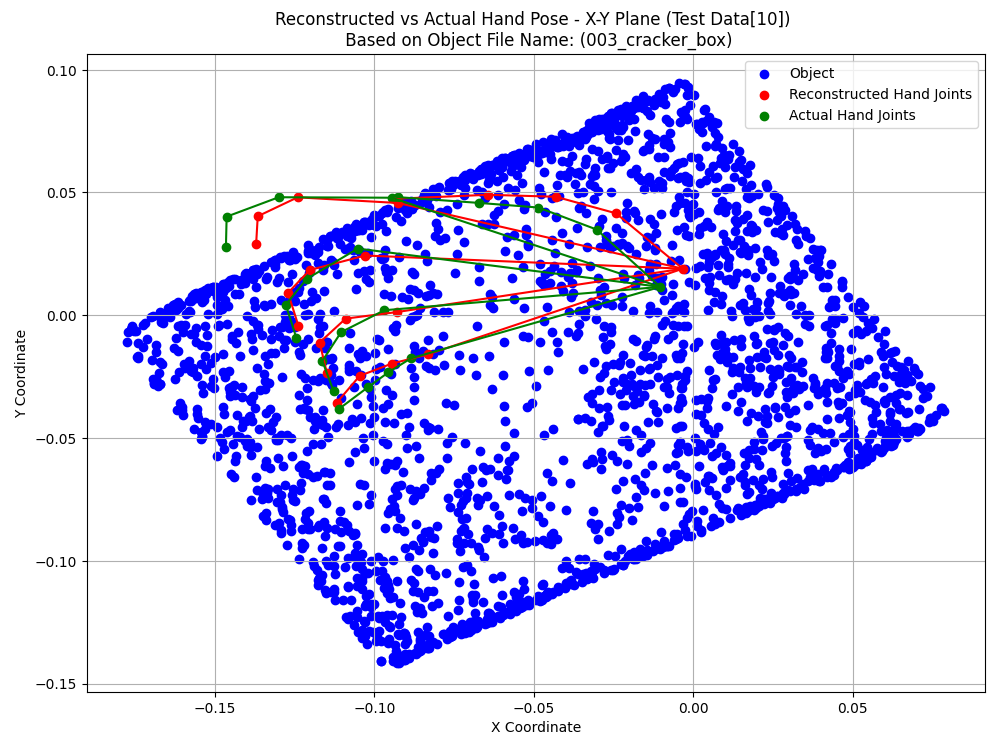 Reconstructed vs Actual Hand Pose - X-Y Plane (Test Data[10])
Based on Object File Name: (003_cracker_box)
Object
Reconstructed Hand Joints
Actual Hand Joints
Y Coordinate
0.10
0.05
0.00
−0.05
−0.10
−0.15
−0.15
−0.10
−0.05
0.00
0.05
X Coordinate